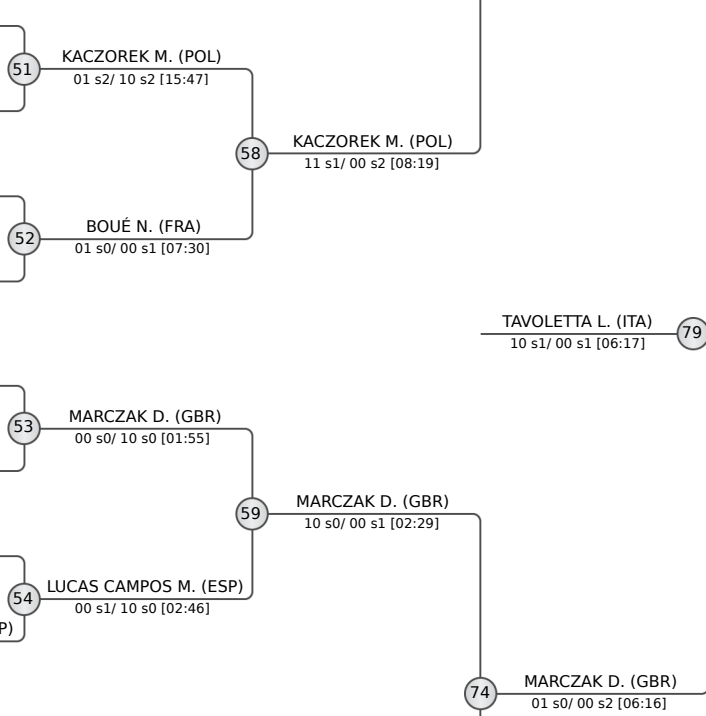 51
KACZOREK M. (POL)
01 s2/ 10 s2 [15:47]
58
KACZOREK M. (POL)
11 s1/ 00 s2 [08:19]
52
BOUÉ N. (FRA)
01 s0/ 00 s1 [07:30]
TAVOLETTA L. (ITA)
10 s1/ 00 s1 [06:17]
79
53
MARCZAK D. (GBR)
00 s0/ 10 s0 [01:55]
59
MARCZAK D. (GBR)
10 s0/ 00 s1 [02:29]
54
LUCAS CAMPOS M. (ESP)
00 s1/ 10 s0 [02:46]
P)
74
MARCZAK D. (GBR)
01 s0/ 00 s2 [06:16]